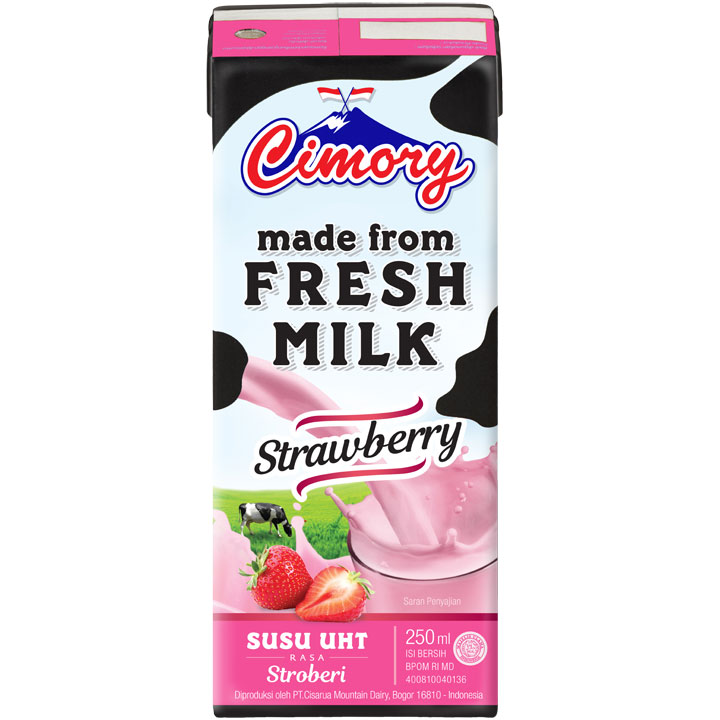 Cimory
made from
FRESH
MILK
Strawberry
Saran Penyajian
SUSU UHT
RASA
Stroberi
250 ml
ISI BERSIH
BPOM RI MD
400810040136
Diproduksi oleh PT.Cisarua Mountain Dairy, Bogor 16810 - Indonesia